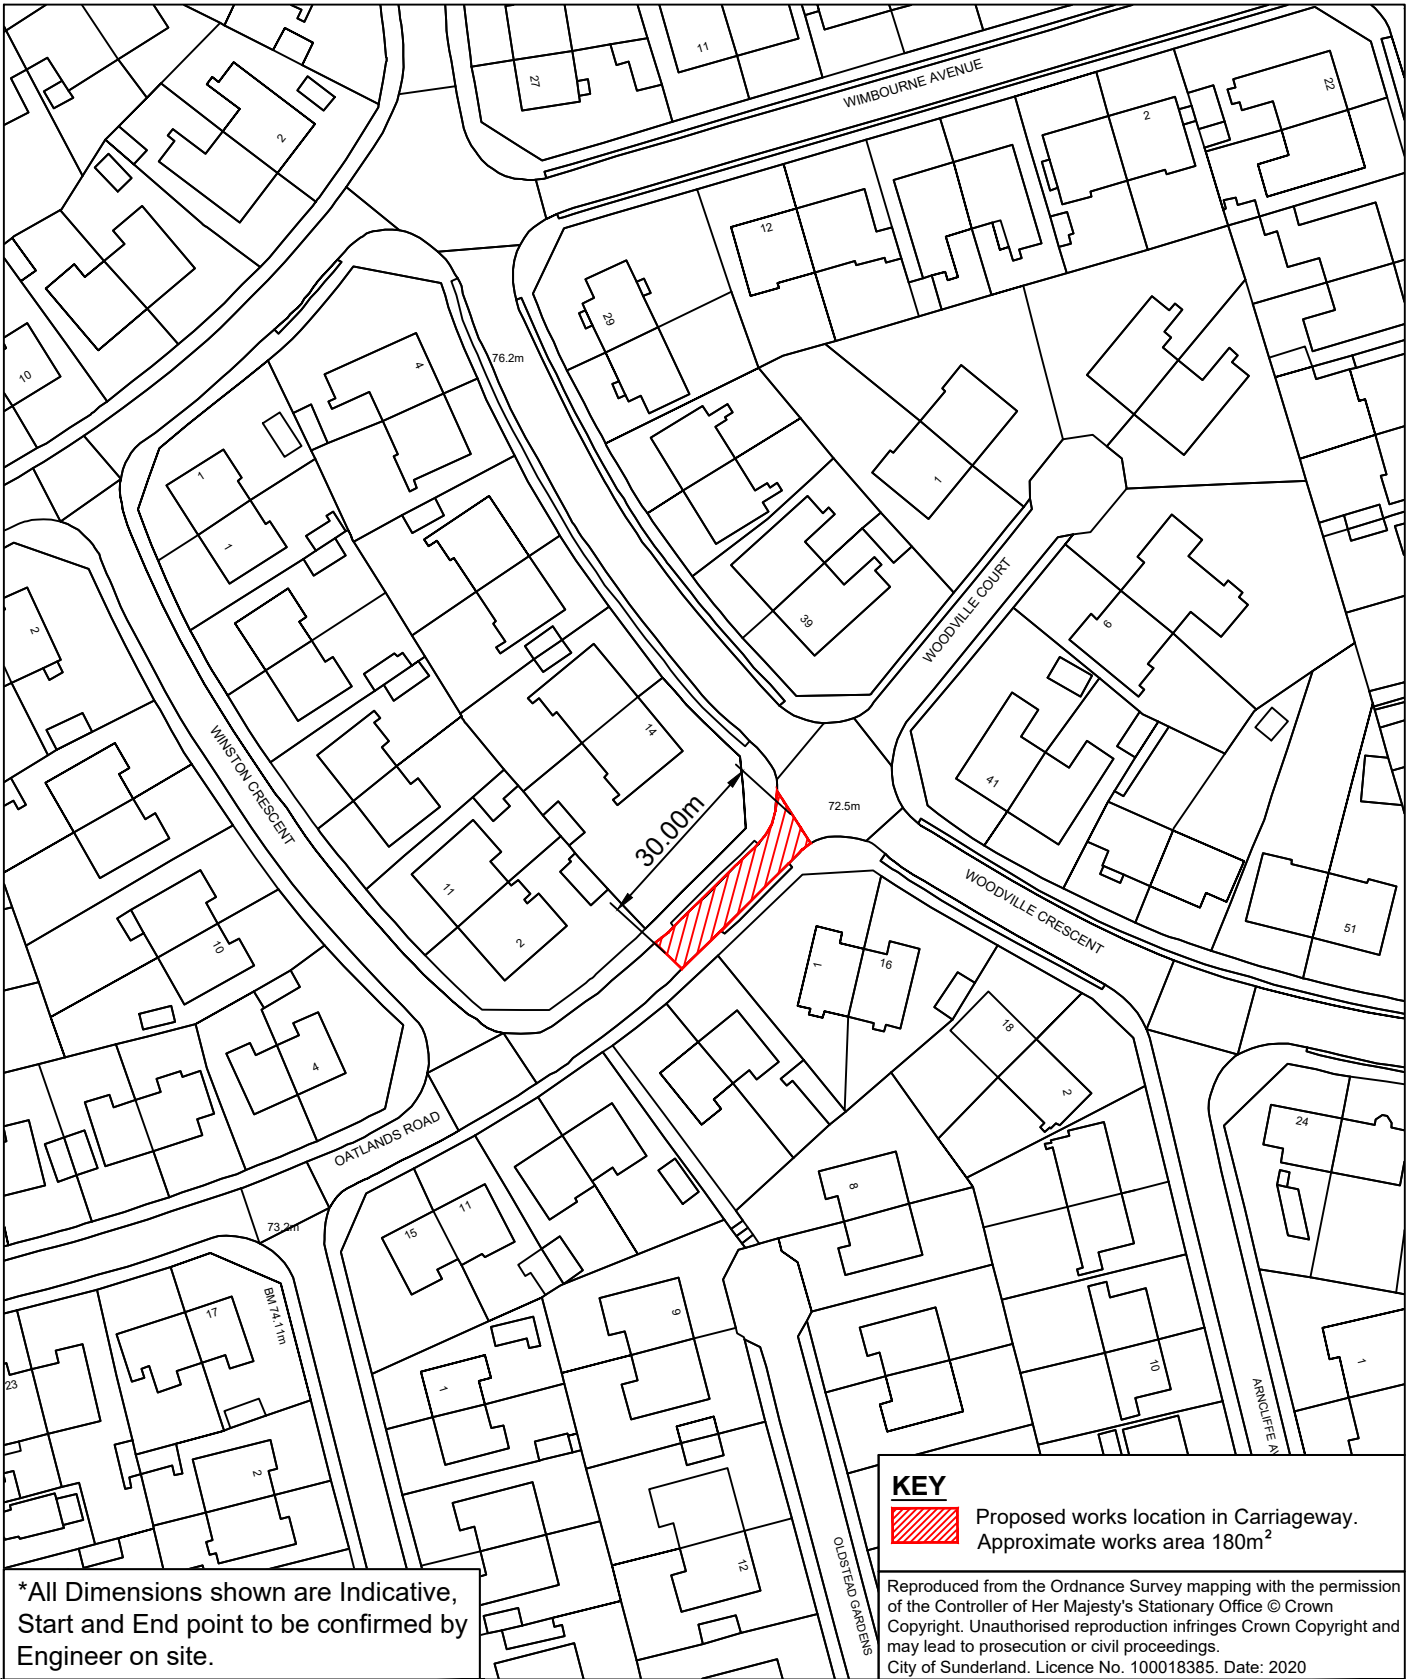 27
11
WIMBOURNE AVENUE
22
2
2
12
29
4
76.2m
10
1
1
1
39
WOODVILLE COURT
6
2
WINSTON CRESCENT
14
41
30.00m
72.5m
WOODVILLE CRESCENT
11
2
10
1
16
51
18
2
4
OATLANDS ROAD
24
8
15
11
73.2m
BM 74.11m
17
9
23
1
10
1
ARNCLIFFE AV
2
12
OLDSTEAD GARDENS
KEY
Proposed works location in Carriageway.
Approximate works area 180m²
*All Dimensions shown are Indicative,
Start and End point to be confirmed by
Engineer on site.
Reproduced from the Ordnance Survey mapping with the permission
of the Controller of Her Majesty's Stationary Office © Crown
Copyright. Unauthorised reproduction infringes Crown Copyright and
may lead to prosecution or civil proceedings.
City of Sunderland. Licence No. 100018385. Date: 2020